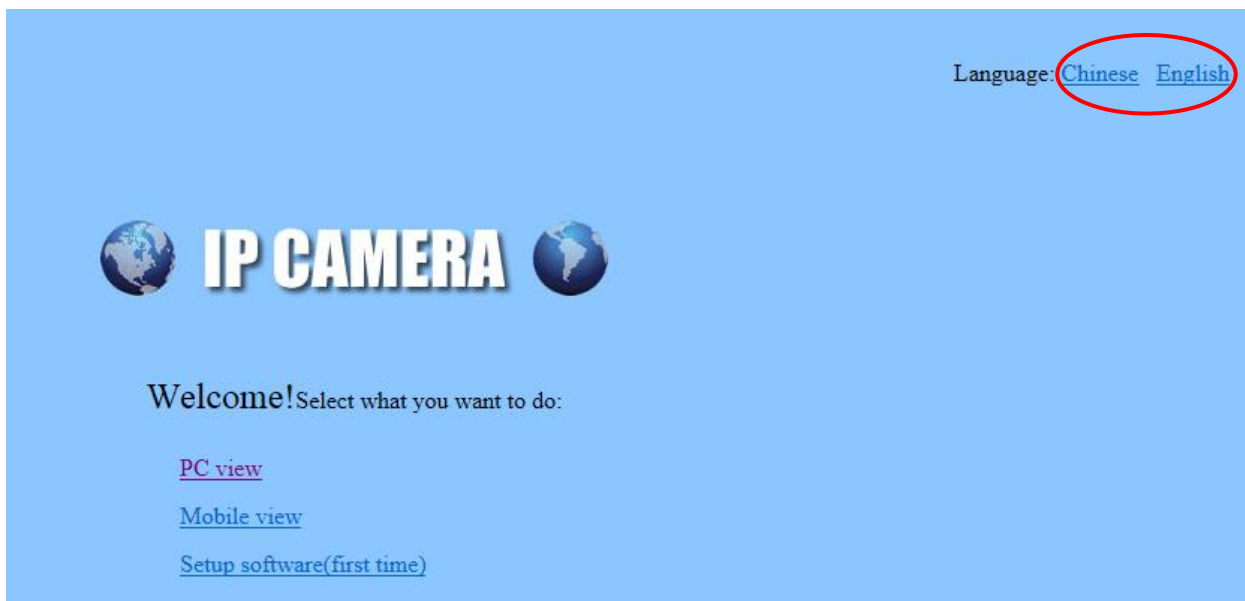 Language: Chinese English
IP CAMERA
Welcome!Select what you want to do:
PC view
Mobile view
Setup software(first time)